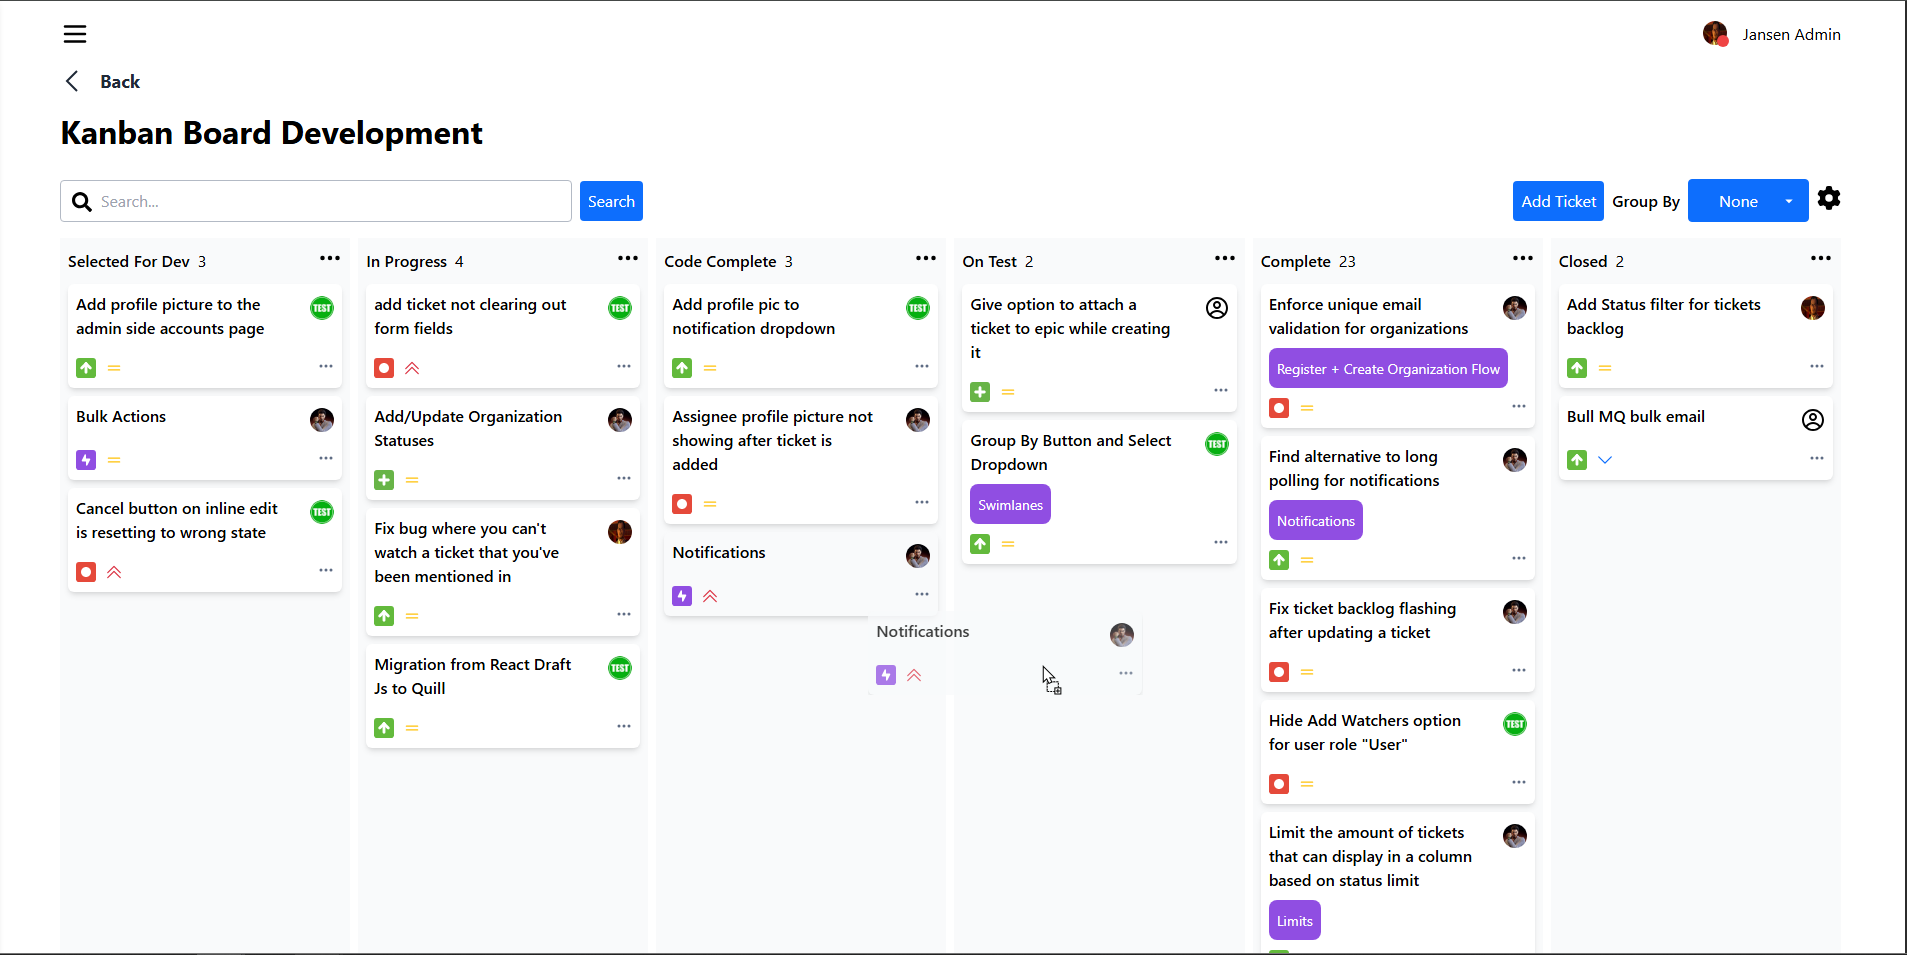 Jansen Admin
Back
Kanban Board Development
Search...
Search
Add Ticket
Group By
None
Selected For Dev 3
Add profile picture to the
admin side accounts page
TEST
Bulk Actions
Cancel button on inline edit
is resetting to wrong state
TEST
In Progress 4
add ticket not clearing out
form fields
TEST
Add/Update Organization
Statuses
Fix bug where you can't
watch a ticket that you've
been mentioned in
Migration from React Draft
Js to Quill
TEST
Code Complete 3
Add profile pic to
notification dropdown
TEST
Assignee profile picture not
showing after ticket is
added
Notifications
Notifications
On Test 2
Give option to attach a
ticket to epic while creating
it
Group By Button and Select
Dropdown
TEST
Swimlanes
Complete 23
Enforce unique email
validation for organizations
Register + Create Organization Flow
Find alternative to long
polling for notifications
Notifications
Fix ticket backlog flashing
after updating a ticket
Hide Add Watchers option
for user role "User"
TEST
Limit the amount of tickets
that can display in a column
based on status limit
Limits
Closed 2
Add Status filter for tickets
backlog
Bull MQ bulk email